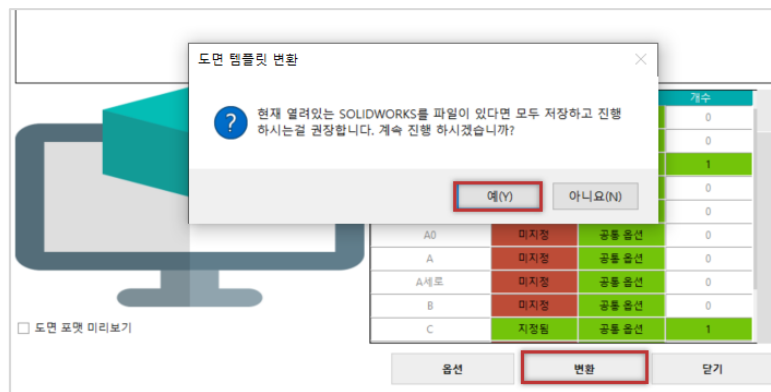 도면 템플릿 변환
현재 열려있는 SOLIDWORKS를 파일이 있다면 모두 저장하고 진행
하시는걸 권장합니다. 계속 진행 하시겠습니까?
예(Y) 아니요(N)
개수
0
0
1
0
0
A0 미지정 공통 옵션 0
A 미지정 공통 옵션 0
A세로 미지정 공통 옵션 0
B 미지정 공통 옵션 0
C 지정됨 공통 옵션 1
도면 포맷 미리보기
옵션 변환 닫기